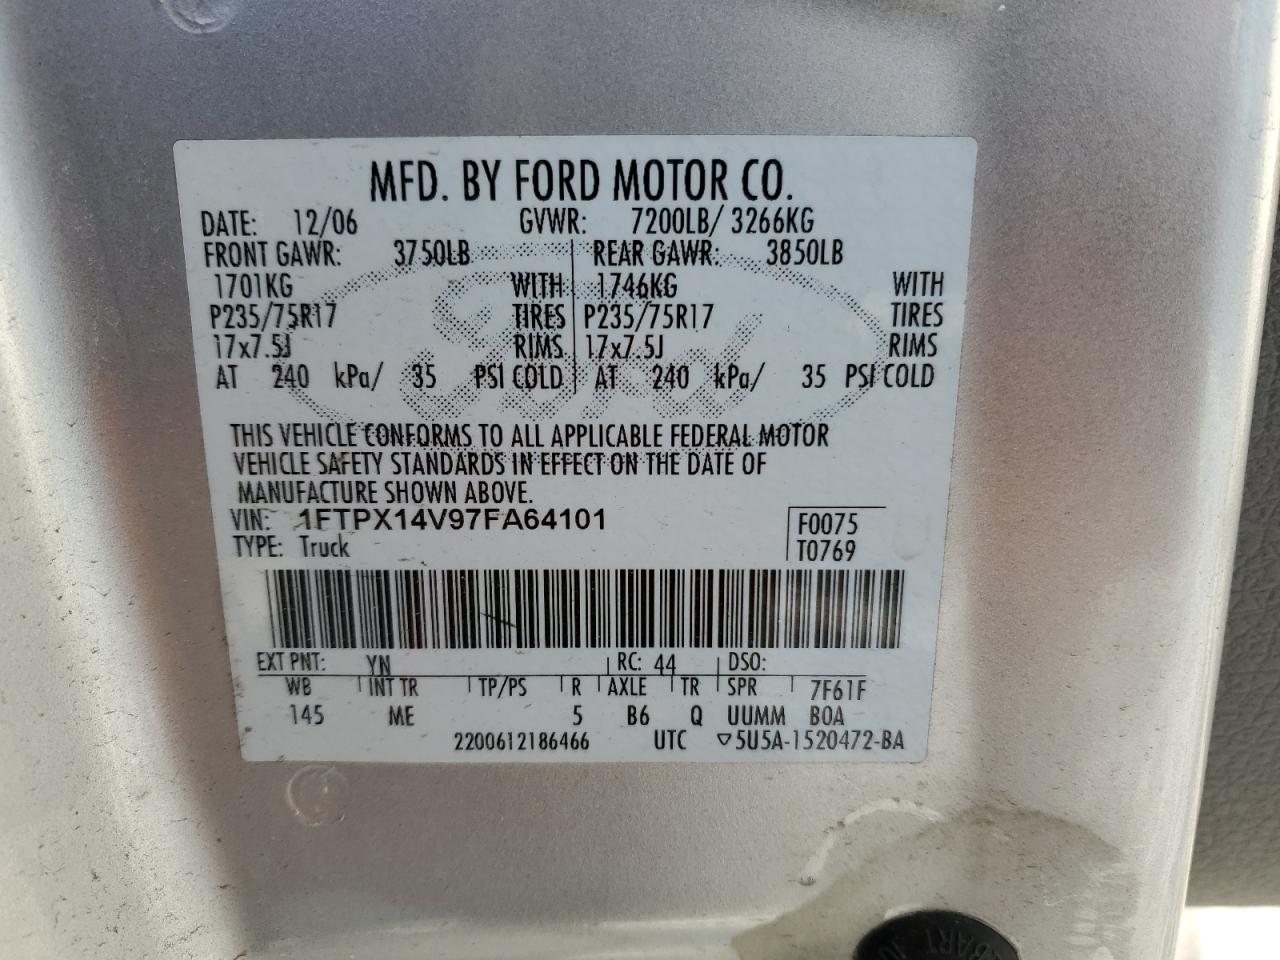 MFD. BY FORD MOTOR CO.
DATE: 12/06 GVWR: 7200LB/ 3266KG
FRONT GAWR: 3750LB REAR GAWR: 3850LB
1701KG WITH 1746KG WITH
P235/75R17 TIRES P235/75R17 TIRES
17x7.5J RIMS 17x7.5J RIMS
AT 240 kPa/ 35 PSI COLD AT 240 kPa/ 35 PSI COLD
Ford
THIS VEHICLE CONFORMS TO ALL APPLICABLE FEDERAL MOTOR
VEHICLE SAFETY STANDARDS IN EFFECT ON THE DATE OF
MANUFACTURE SHOWN ABOVE.
VIN: 1FTPX14V97FA64101 F0075
TYPE: Truck T0769
EXT PNT: YN RC: 44 DSO:
WB INT TR TP/PS R AXLE TR SPR 7F61F
145 ME 5 B6 Q UUMM BOA
2200612186466 UTC ▽5U5A-1520472-BA